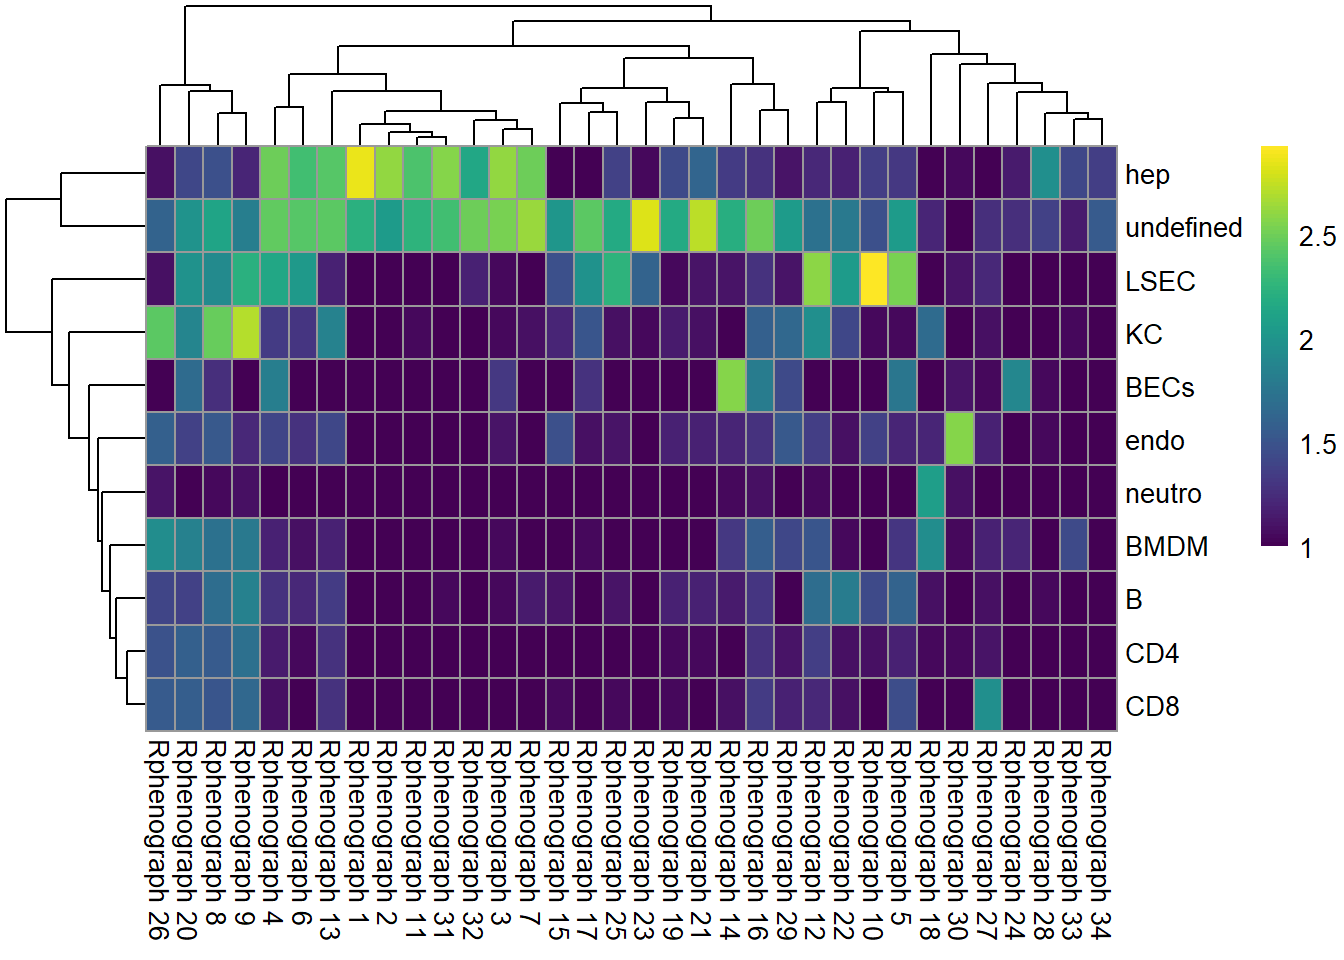 hep
undefined
LSEC
KC
BECs
endo
neutro
BMDM
B
CD4
CD8
2.5
2
1.5
1
Rphenograph 26
Rphenograph 20
Rphenograph 8
Rphenograph 9
Rphenograph 4
Rphenograph 6
Rphenograph 13
Rphenograph 1
Rphenograph 2
Rphenograph 11
Rphenograph 31
Rphenograph 32
Rphenograph 3
Rphenograph 7
Rphenograph 15
Rphenograph 17
Rphenograph 25
Rphenograph 23
Rphenograph 19
Rphenograph 21
Rphenograph 14
Rphenograph 16
Rphenograph 29
Rphenograph 12
Rphenograph 22
Rphenograph 10
Rphenograph 5
Rphenograph 18
Rphenograph 30
Rphenograph 27
Rphenograph 24
Rphenograph 28
Rphenograph 33
Rphenograph 34